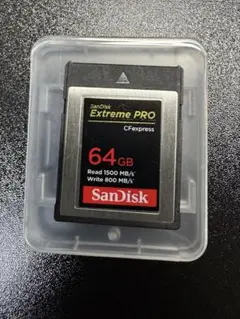 SanDisk
Extreme PRO
CFexpress
64GB
Read 1500 MB/s
Write 800 MB/s
SanDisk